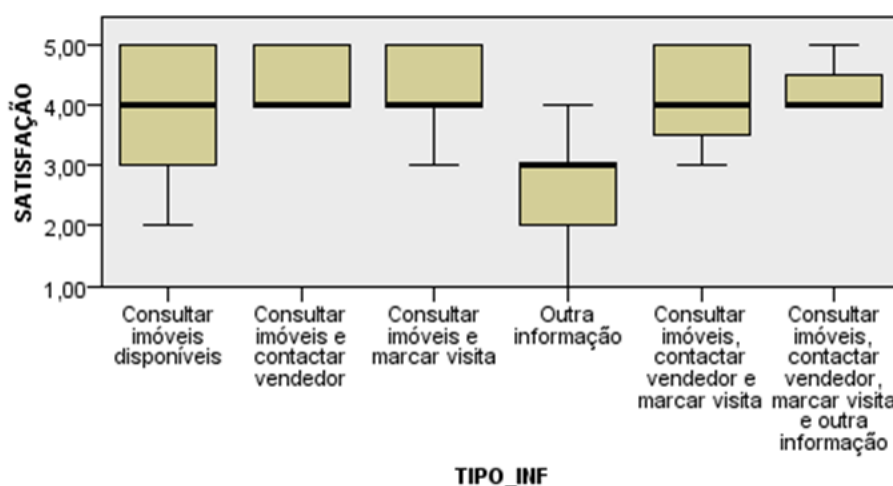 SATISFAÇÃO
5,00
4,00
3,00
2,00
1,00
Consultar
imóveis
disponíveis
Consultar
imóveis e
contactar
vendedor
Consultar
imóveis e
marcar visita
Outra
informação
Consultar
imóveis,
contactar
vendedor e
marcar visita
Consultar
imóveis,
contactar
vendedor,
marcar visita
e outra
informação
TIPO_INF